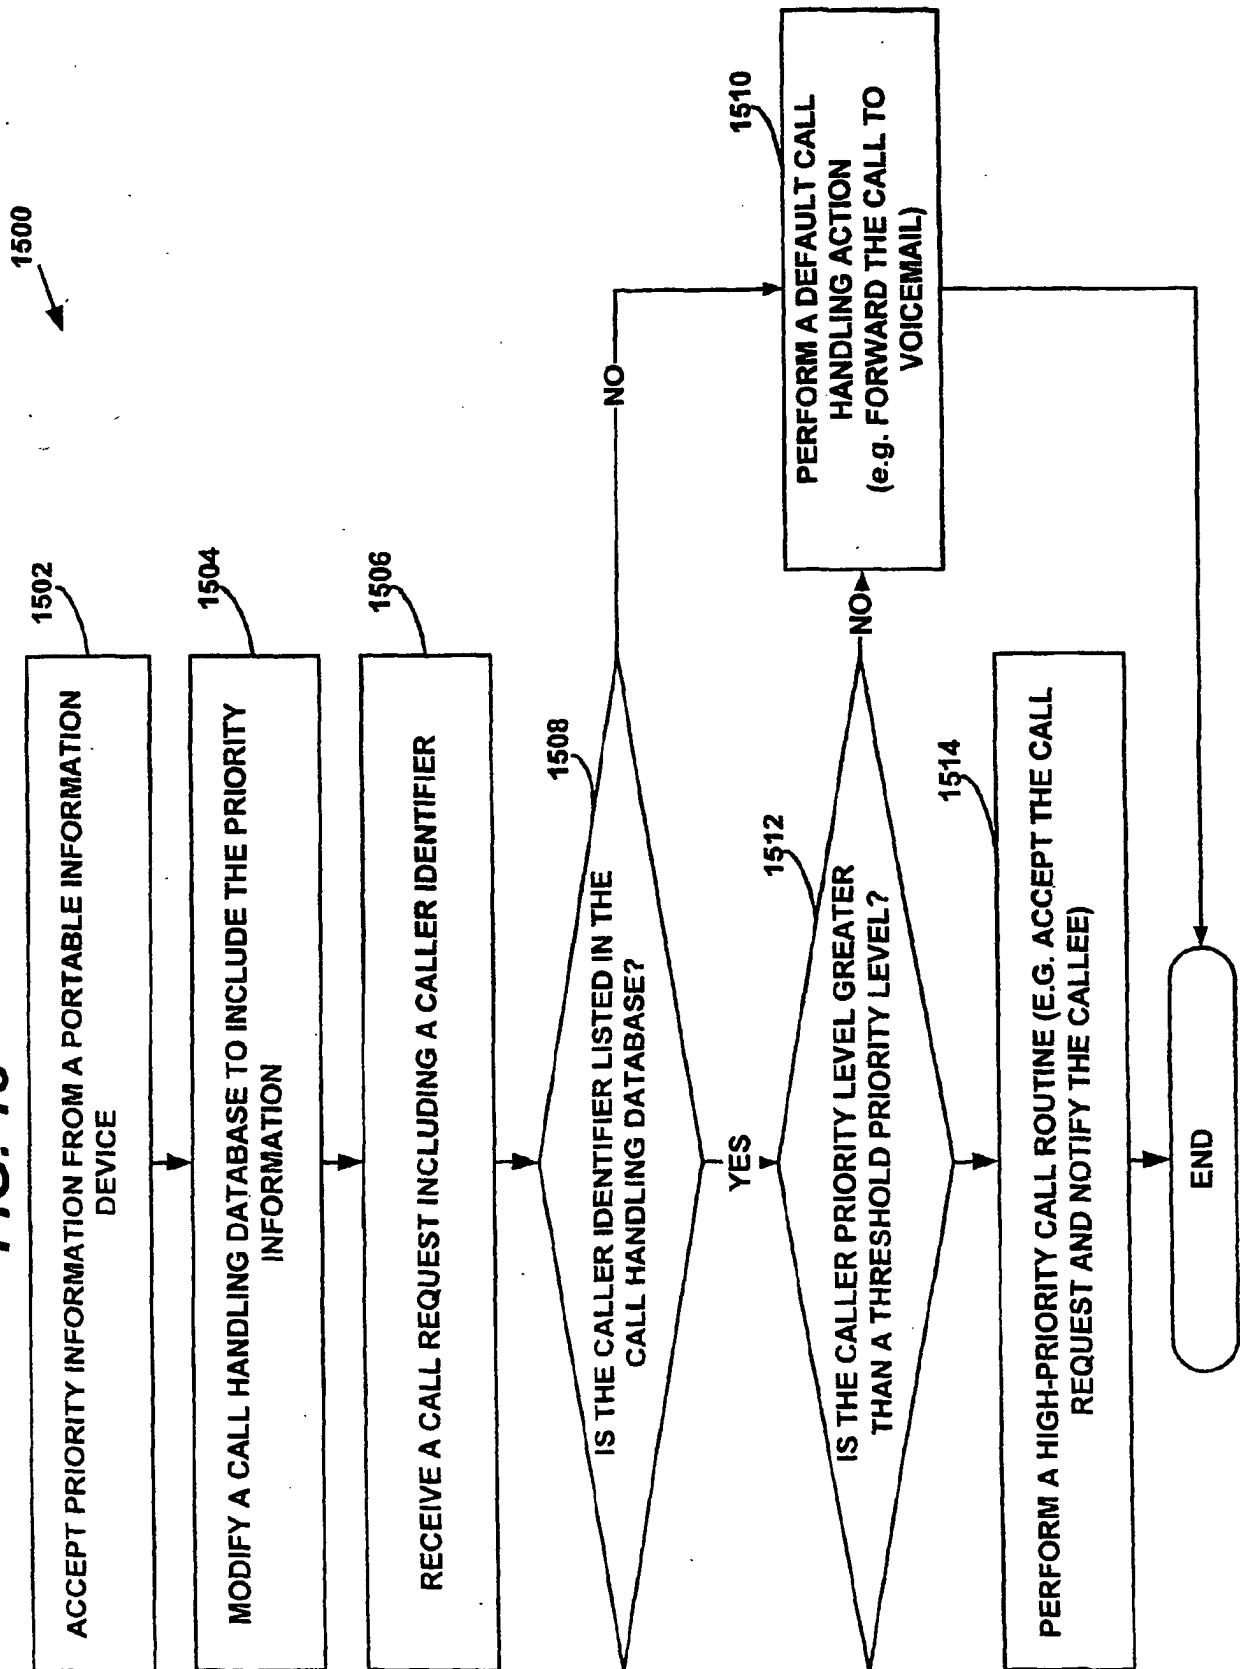 1500
1502
ACCEPT PRIORITY INFORMATION FROM A PORTABLE INFORMATION
DEVICE
1504
MODIFY A CALL HANDLING DATABASE TO INCLUDE THE PRIORITY
INFORMATION
1506
RECEIVE A CALL REQUEST INCLUDING A CALLER IDENTIFIER
1508
IS THE CALLER IDENTIFIER LISTED IN THE
CALL HANDLING DATABASE?
NO
YES
1510
PERFORM A DEFAULT CALL
HANDLING ACTION
(e.g. FORWARD THE CALL TO
VOICEMAIL)
1512
IS THE CALLER PRIORITY LEVEL GREATER
THAN A THRESHOLD PRIORITY LEVEL?
NO
1514
PERFORM A HIGH-PRIORITY CALL ROUTINE (E.G. ACCEPT THE CALL
REQUEST AND NOTIFY THE CALLEE)
END